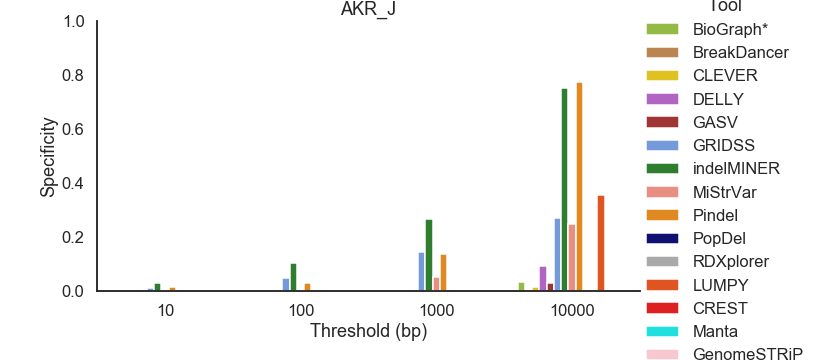 AKR_J
Tool
1.0
0.8
0.6
0.4
0.2
0.0
Specificity
10
100
1000
10000
Threshold (bp)
BioGraph*
BreakDancer
CLEVER
DELLY
GASV
GRIDSS
indelMINER
MiStrVar
Pindel
PopDel
RDXplorer
LUMPY
CREST
Manta
GenomeSTRiP